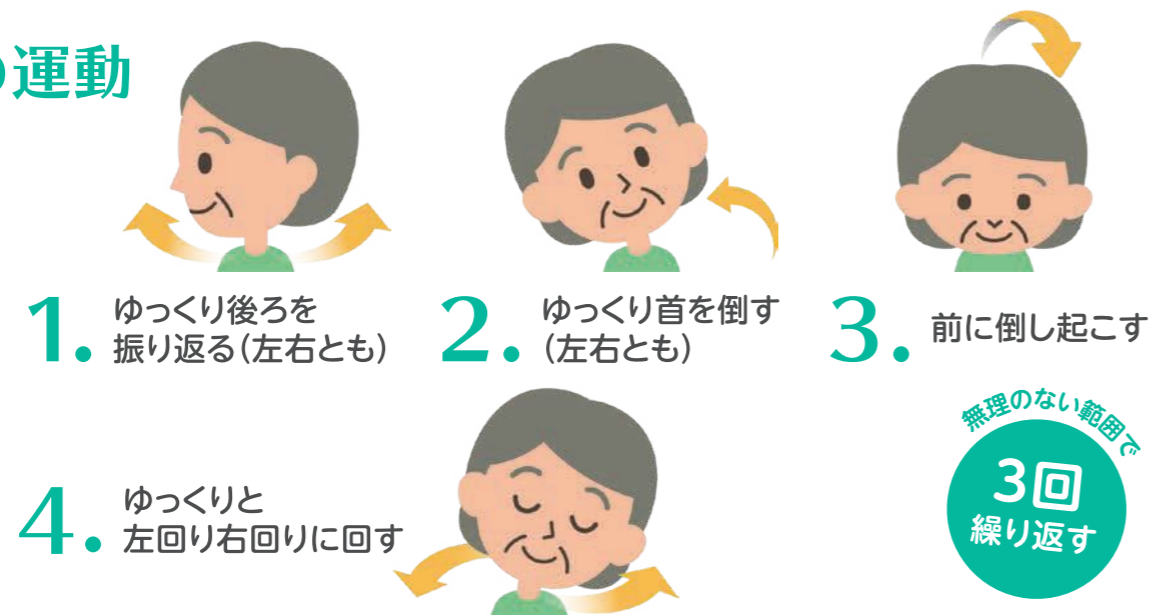 の運動
1. ゆっくり後ろを
振り返る(左右とも)
2. ゆっくり首を倒す
(左右とも)
3. 前に倒し起こす
4. ゆっくりと
左回り右回りに回す
無理のない範囲で
3回
繰り返す